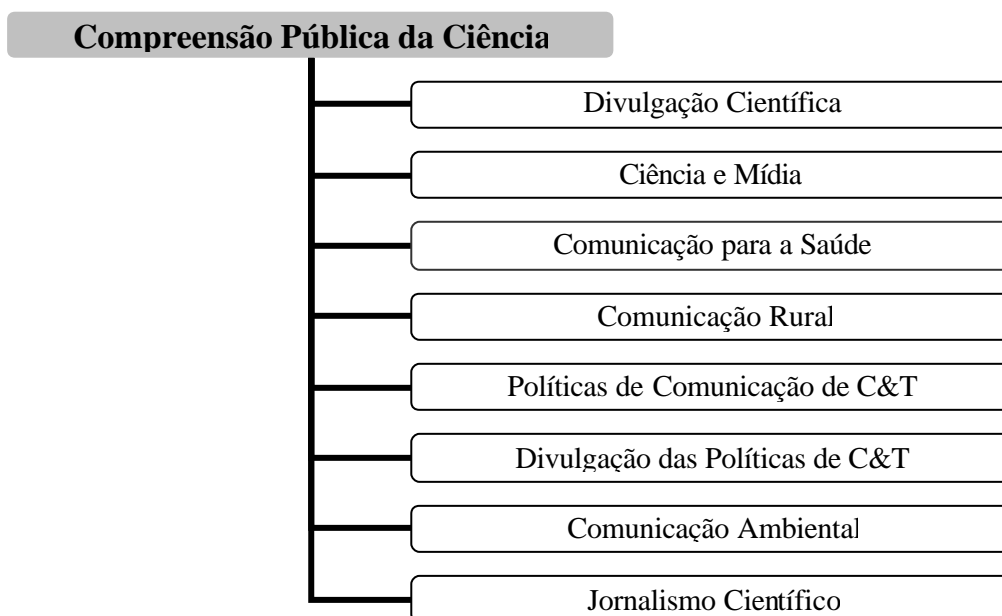 Compreensão Pública da Ciência
Divulgação Científica
Ciência e Mídia
Comunicação para a Saúde
Comunicação Rural
Políticas de Comunicação de C&T
Divulgação das Políticas de C&T
Comunicação Ambiental
Jornalismo Científico